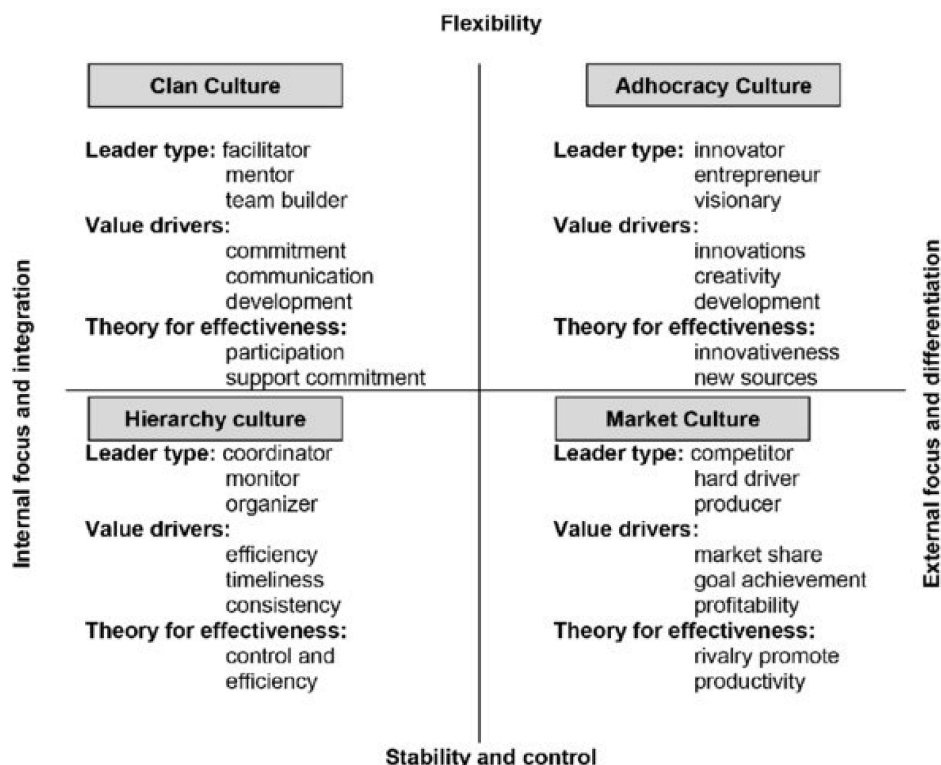 Flexibility
Clan Culture
Leader type: facilitator
mentor
team builder
Value drivers:
commitment
communication
development
Theory for effectiveness:
participation
support commitment
Adhocracy Culture
Leader type: innovator
entrepreneur
visionary
Value drivers:
innovations
creativity
development
Theory for effectiveness:
innovativeness
new sources
Internal focus and integration
External focus and differentiation
Hierarchy culture
Leader type: coordinator
monitor
organizer
Value drivers:
efficiency
timeliness
consistency
Theory for effectiveness:
control and
efficiency
Market Culture
Leader type: competitor
hard driver
producer
Value drivers:
market share
goal achievement
profitability
Theory for effectiveness:
rivalry promote
productivity
Stability and control